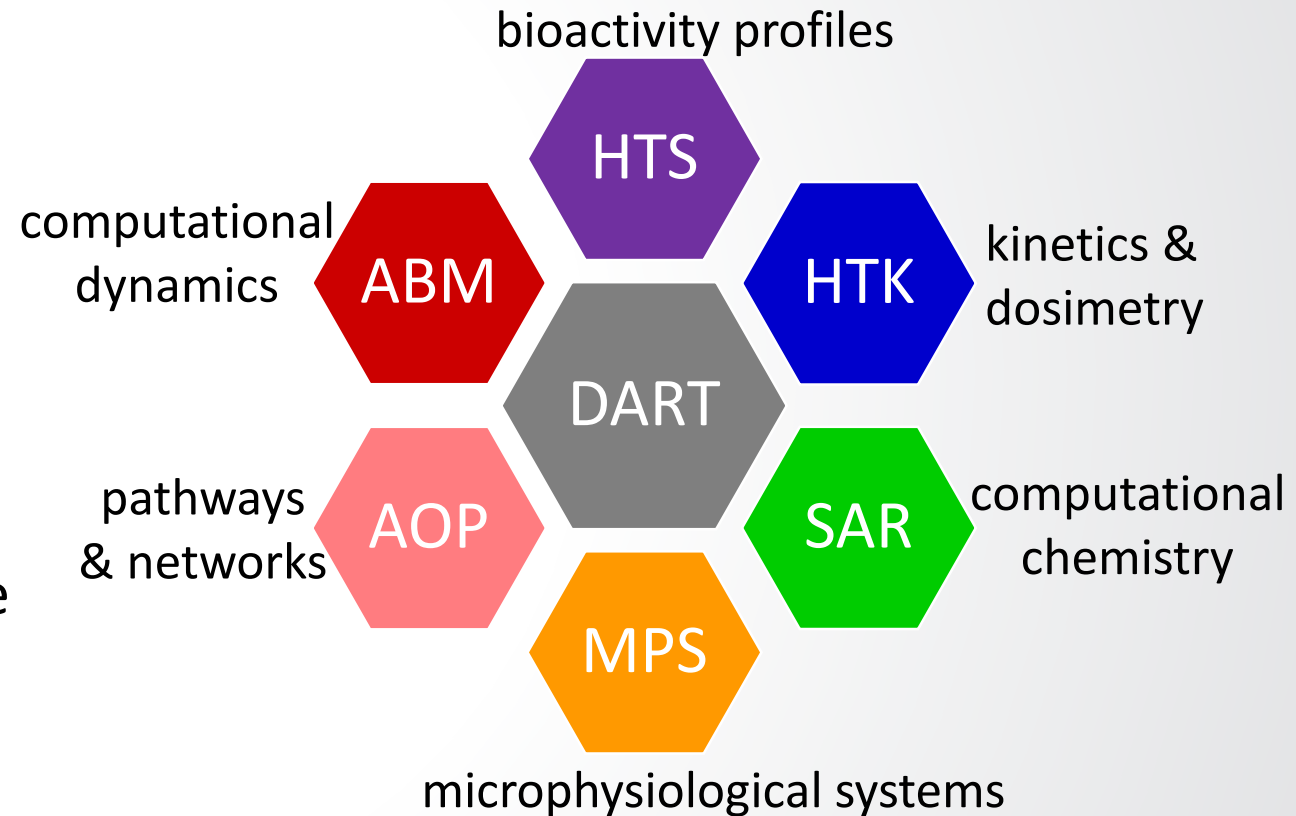 bioactivity profiles
HTS
computational
dynamics
ABM
HTK
kinetics &
dosimetry
DART
pathways
& networks
AOP
SAR
computational
chemistry
e
MPS
microphysiological systems